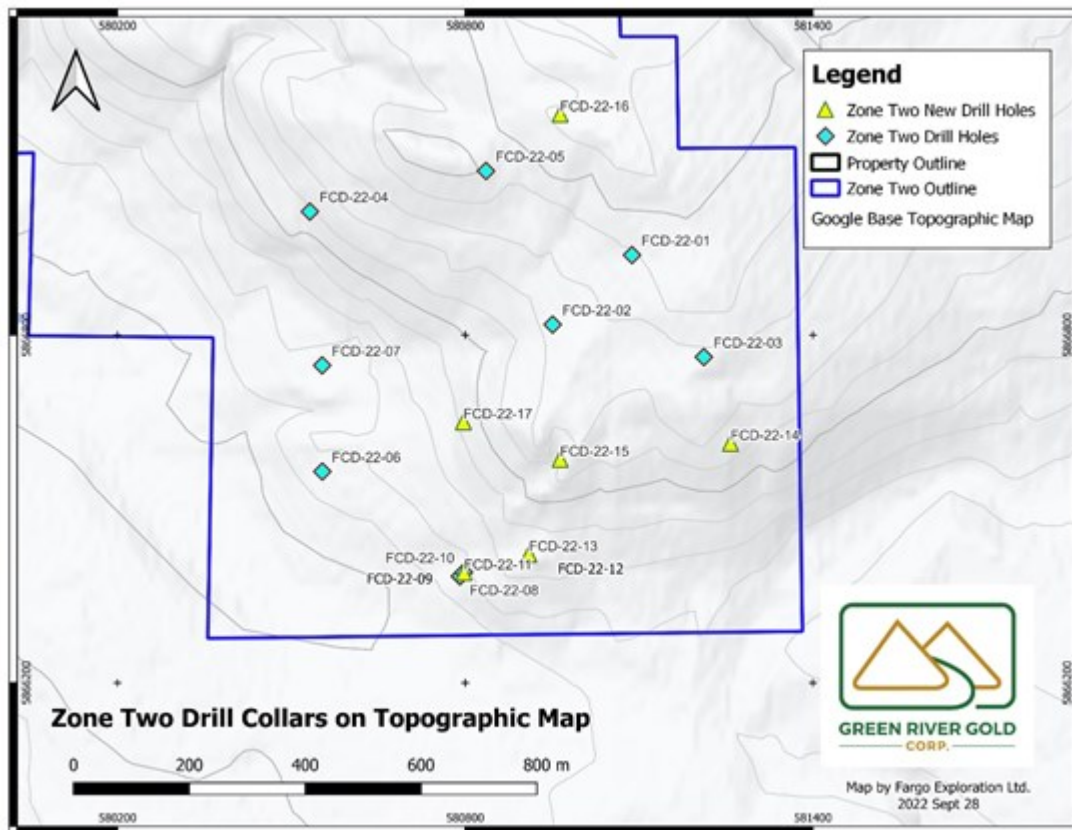 580200
580800
581400
Legend
Zone Two New Drill Holes
Zone Two Drill Holes
Property Outline
Zone Two Outline
Google Base Topographic Map
FCD-22-16
FCD-22-05
FCD-22-04
FCD-22-01
FCD-22-02
5866800
5866800
FCD-22-03
FCD-22-07
FCD-22-17
FCD-22-14
FCD-22-15
FCD-22-06
FCD-22-13
FCD-22-10
FCD-22-11
FCD-22-12
FCD-22-09
FCD-22-08
5866200
5866200
Zone Two Drill Collars on Topographic Map
0 200 400 600 800 m
GREEN RIVER GOLD
CORP.
Map by Fargo Exploration Ltd.
2022 Sept 28
580200
580800
581400